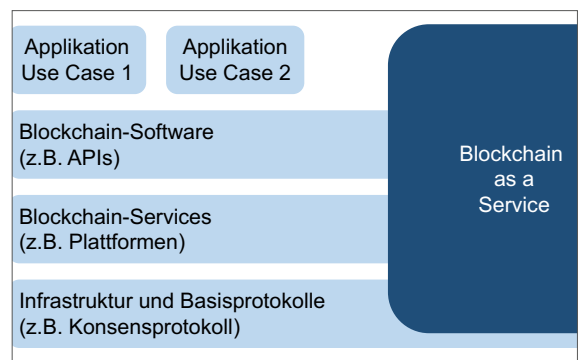 Applikation
Use Case 1
Applikation
Use Case 2
Blockchain-Software
(z.B. APIs)
Blockchain-Services
(z.B. Plattformen)
Infrastruktur und Basisprotokolle
(z.B. Konsensprotokoll)
Blockchain
as a
Service